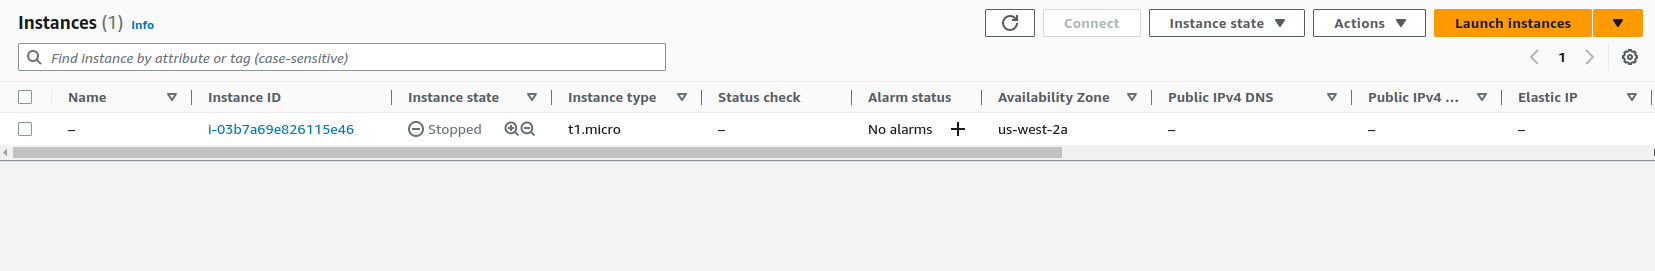 Instances (1) Info
Connect
Instance state
Actions
Launch instances
Find instance by attribute or tag (case-sensitive)
1
Name Instance ID Instance state Instance type Status check Alarm status Availability Zone Public IPv4 DNS Public IPv4 ... Elastic IP
– i-03b7a69e826115e46 Stopped t1.micro – No alarms us-west-2a – – –